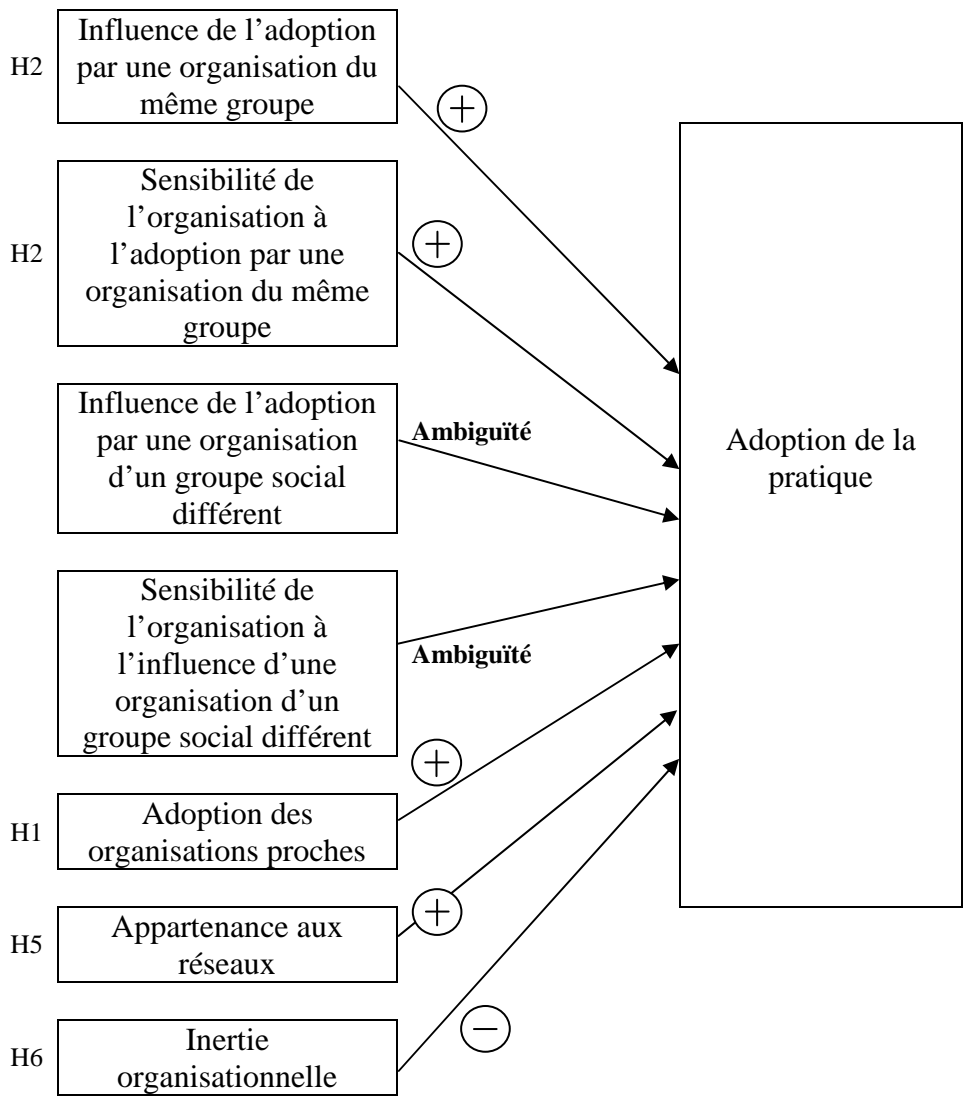 H2
Influence de l’adoption
par une organisation du
même groupe
+
H2
Sensibilité de
l’organisation à
l’adoption par une
organisation du même
groupe
+
Influence de l’adoption
par une organisation
d’un groupe social
différent
Ambiguïté
Adoption de la
pratique
Sensibilité de
l’organisation à
l’influence d’une
organisation d’un
groupe social différent
Ambiguïté
+
H1
Adoption des
organisations proches
H5
Appartenance aux
réseaux
+
H6
Inertie
organisationnelle
−